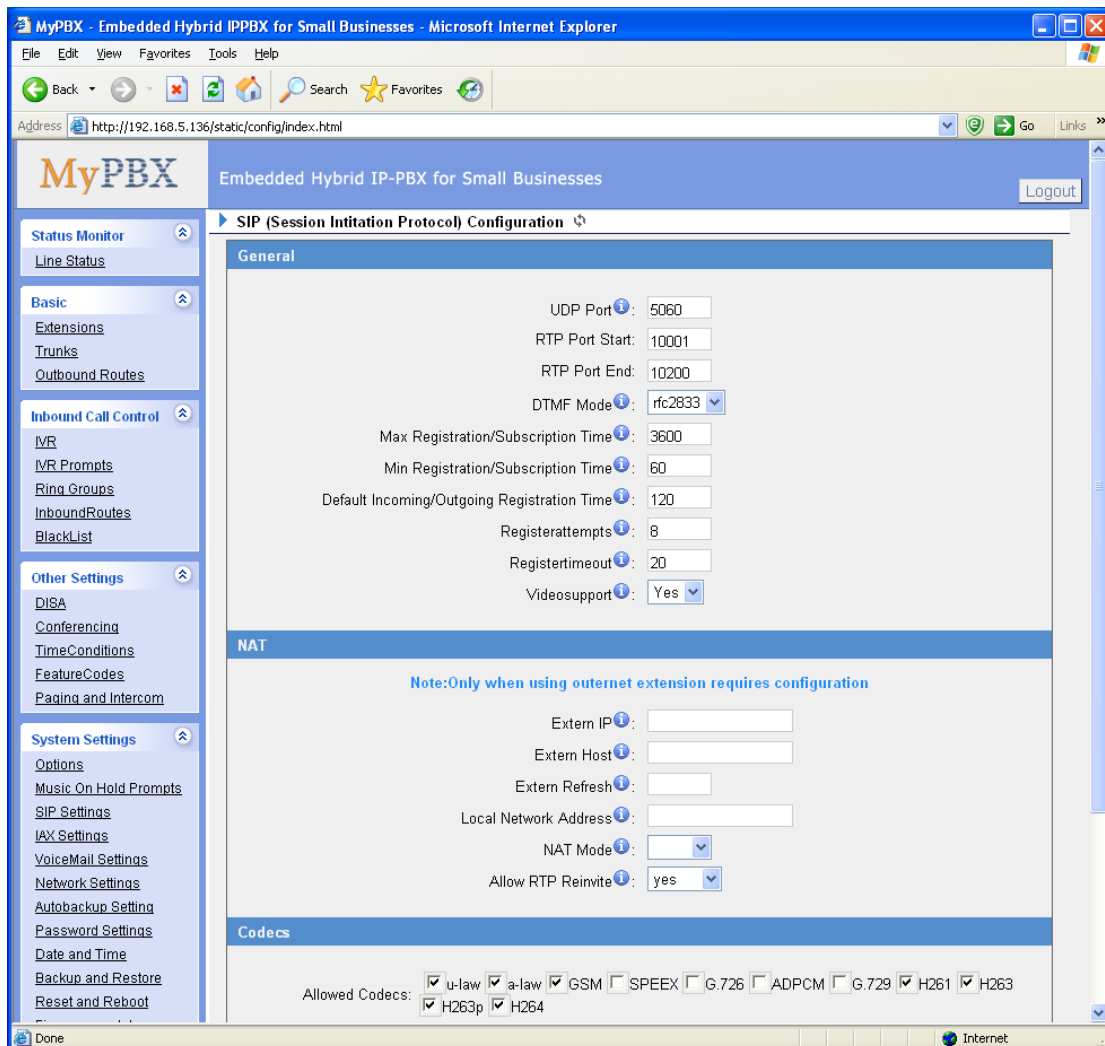 MyPBX - Embedded Hybrid IPPBX for Small Businesses - Microsoft Internet Explorer
File Edit View Favorites Tools Help
Back Search Favorites
Address http://192.168.5.136/static/config/index.html Go Links »
MyPBX
Embedded Hybrid IP-PBX for Small Businesses
Logout
Status Monitor
Line Status
Basic
Extensions
Trunks
Outbound Routes
Inbound Call Control
IVR
IVR Prompts
Ring Groups
InboundRoutes
BlackList
Other Settings
DISA
Conferencing
TimeConditions
FeatureCodes
Paging and Intercom
System Settings
Options
Music On Hold Prompts
SIP Settings
IAX Settings
VoiceMail Settings
Network Settings
Autobackup Setting
Password Settings
Date and Time
Backup and Restore
Reset and Reboot
SIP (Session Intitation Protocol) Configuration
General
UDP Port: 5060
RTP Port Start: 10001
RTP Port End: 10200
DTMF Mode: rfc2833
Max Registration/Subscription Time: 3600
Min Registration/Subscription Time: 60
Default Incoming/Outgoing Registration Time: 120
Registerattempts: 8
Registertimeout: 20
Videosupport: Yes
NAT
Note:Only when using outernet extension requires configuration
Extern IP:
Extern Host:
Extern Refresh:
Local Network Address:
NAT Mode:
Allow RTP Reinvite: yes
Codecs
Allowed Codecs: u-law a-law GSM SPEEX G.726 ADPCM G.729 H261 H263
H263p H264
Done Internet